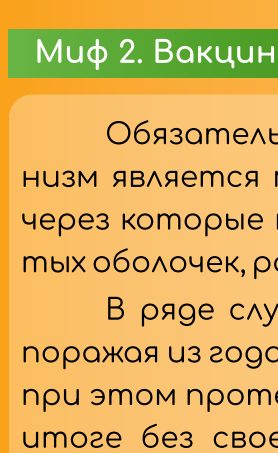 Миф 2. Вакцин
Обязатель
низм является
через которые
тых оболочек, ра
В ряде слу
поражая из года
при этом проте
итоге без свое